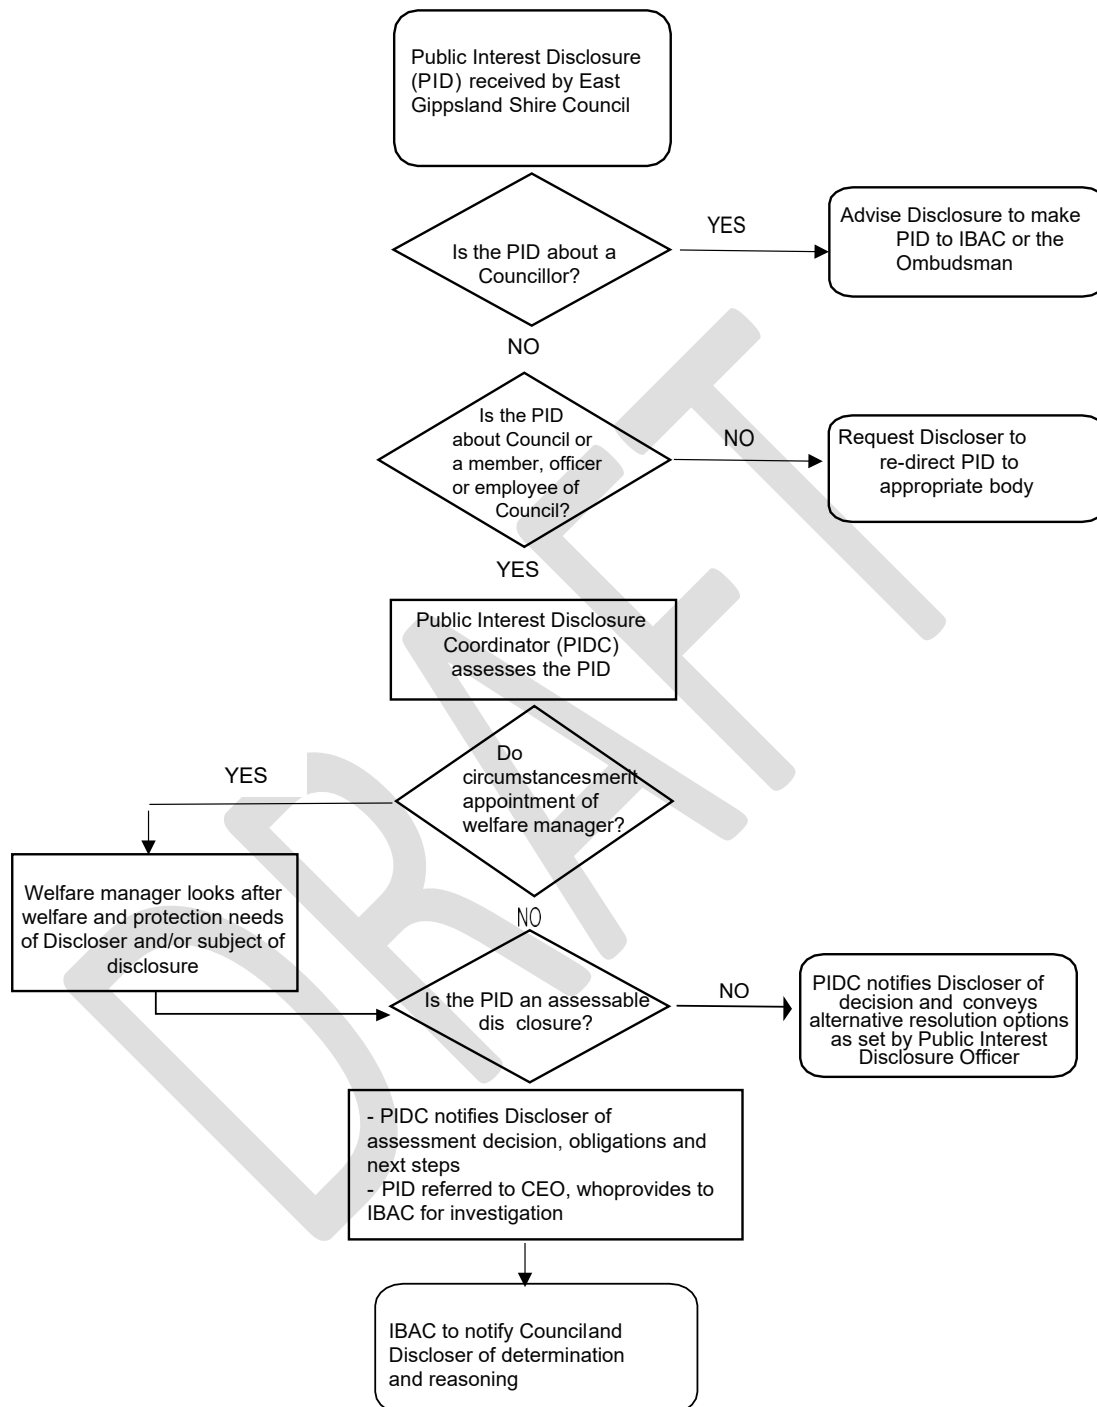 Public Interest Disclosure
(PID) received by East
Gippsland Shire Council
Is the PID about a
Councillor?
YES
Advise Disclosure to make
PID to IBAC or the
Ombudsman
NO
Is the PID
about Council or
a member, officer
or employee of
Council?
NO
Request Discloser to
re-direct PID to
appropriate body
YES
Public Interest Disclosure
Coordinator (PIDC)
assesses the PID
Do
circumstancesmerit
appointment of
welfare manager?
YES
Welfare manager looks after
welfare and protection needs
of Discloser and/or subject of
disclosure
NO
Is the PID an assessable
dis closure?
NO
PIDC notifies Discloser of
decision and conveys
alternative resolution options
as set by Public Interest
Disclosure Officer
- PIDC notifies Discloser of
assessment decision, obligations and
next steps
- PID referred to CEO, whoprovides to
IBAC for investigation
IBAC to notify Counciland
Discloser of determination
and reasoning
DRAFT